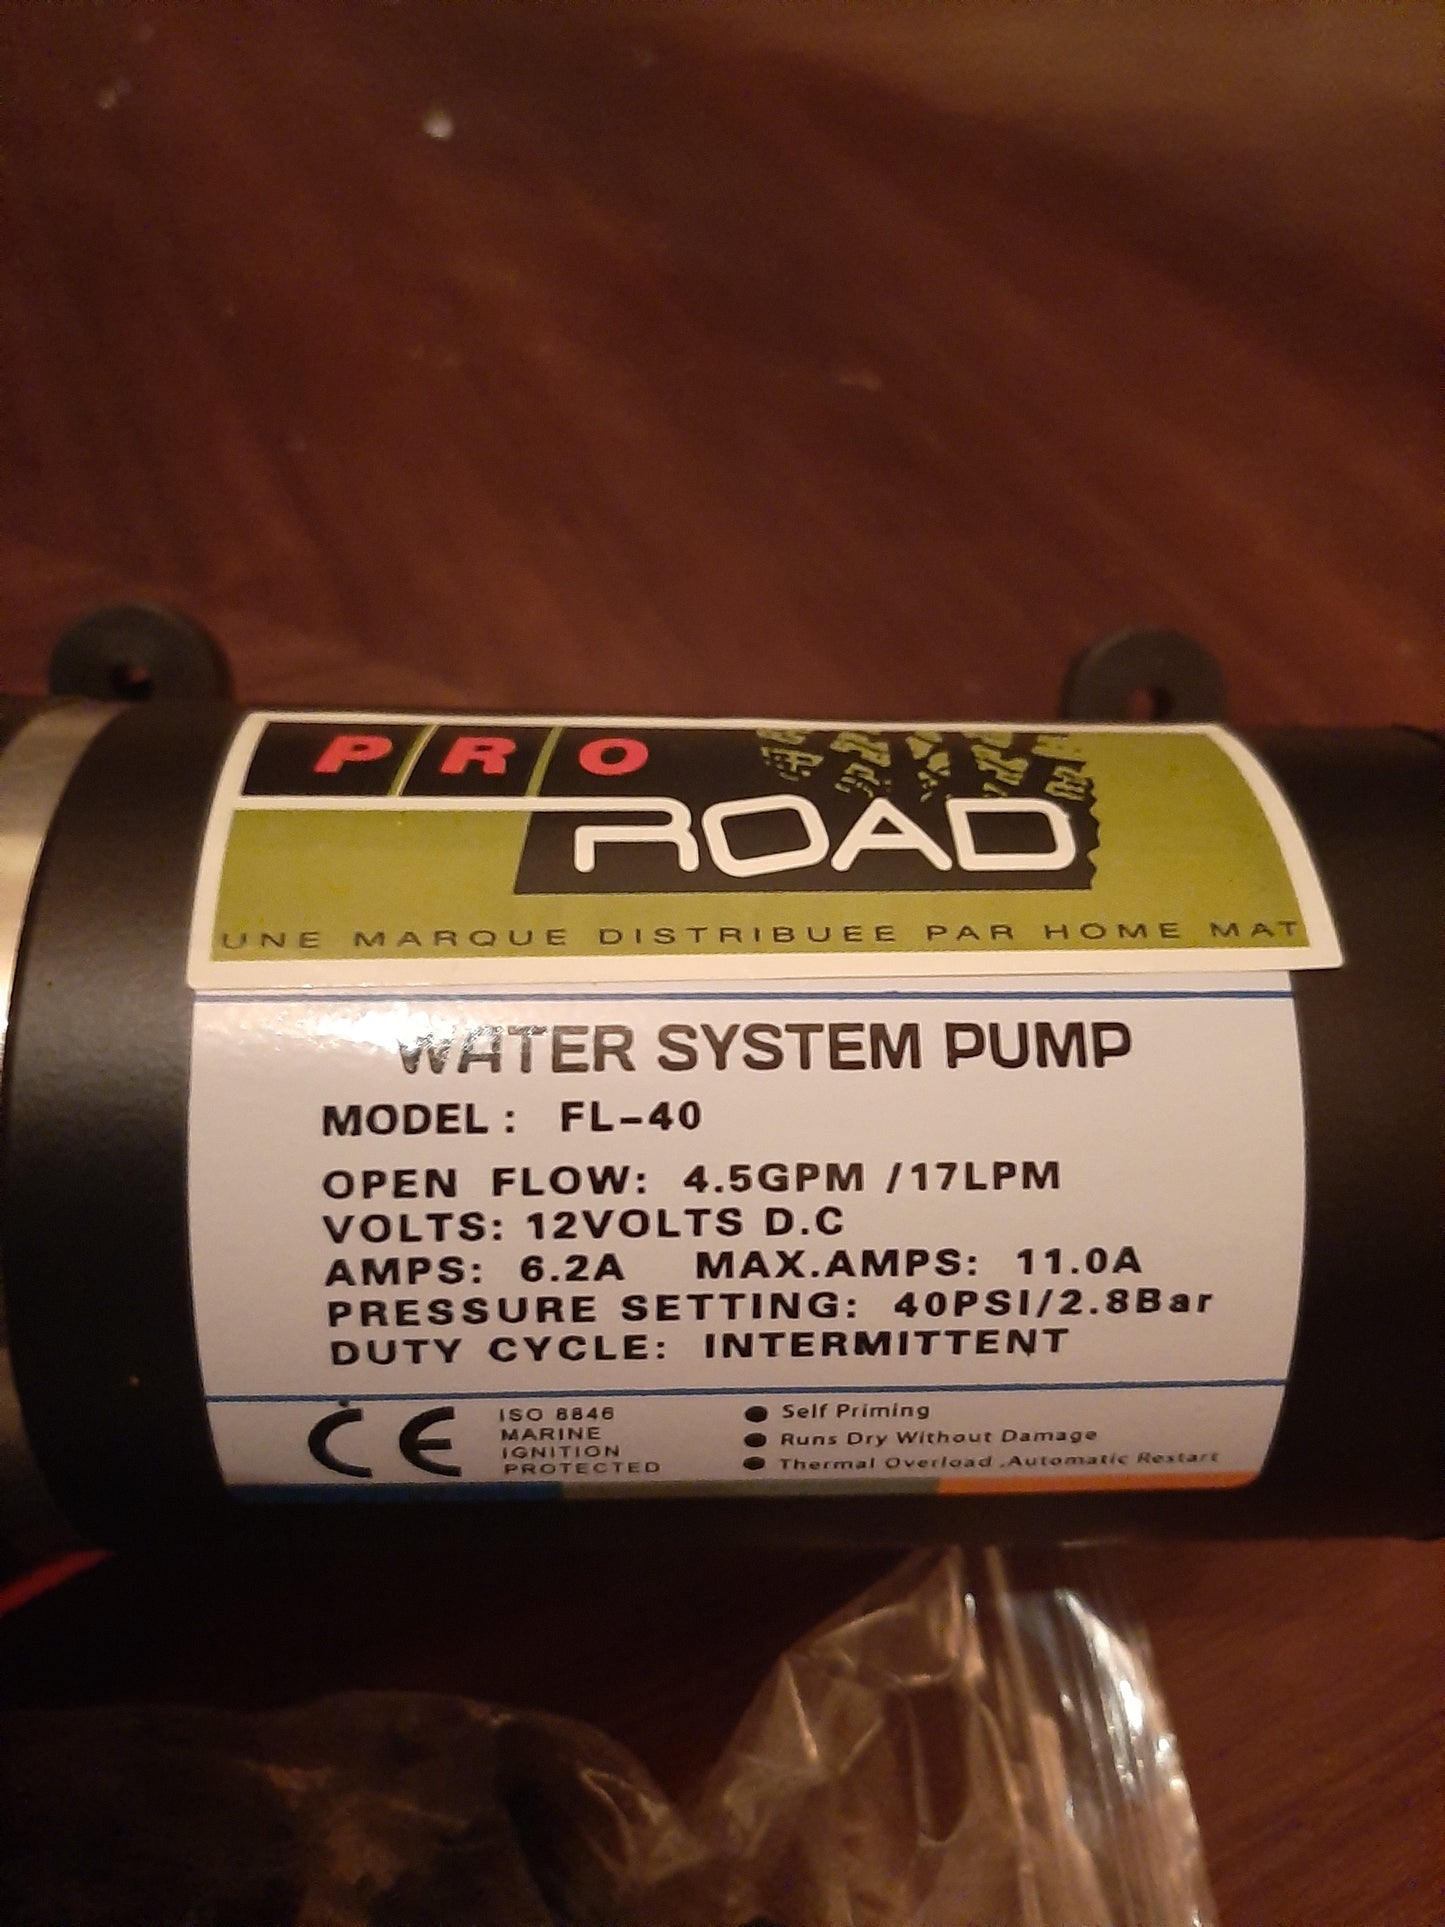 PRO
ROAD
UNE MARQUE DISTRIBUEE PAR HOME MAT
WATER SYSTEM PUMP
MODEL : FL-40
OPEN FLOW: 4.5GPM /17LPM
VOLTS: 12VOLTS D.C
AMPS: 6.2A MAX.AMPS: 11.0A
PRESSURE SETTING: 40PSI/2.8Bar
DUTY CYCLE: INTERMITTENT
CE
ISO 8846
MARINE
IGNITION
PROTECTED
● Self Priming
● Runs Dry Without Damage
● Thermal Overload .Automatic Restart